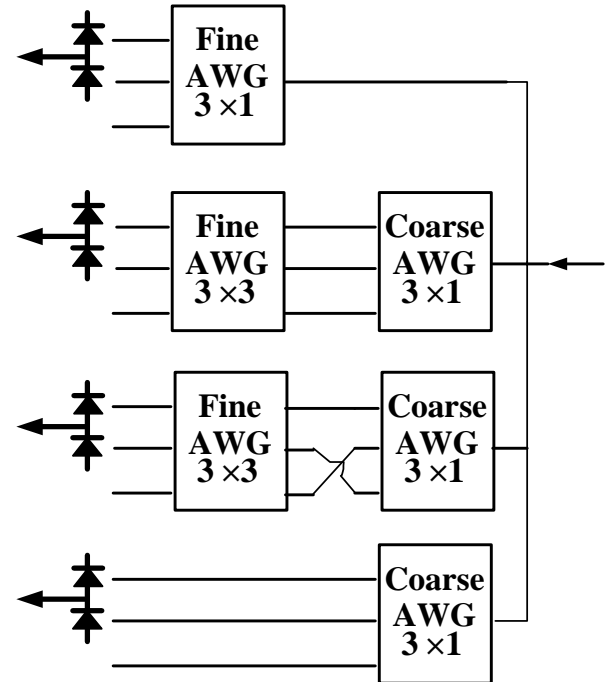 Fine
AWG
3 ×1
Fine
AWG
3 ×3
Coarse
AWG
3 ×1
Fine
AWG
3 ×3
Coarse
AWG
3 ×1
Coarse
AWG
3 ×1